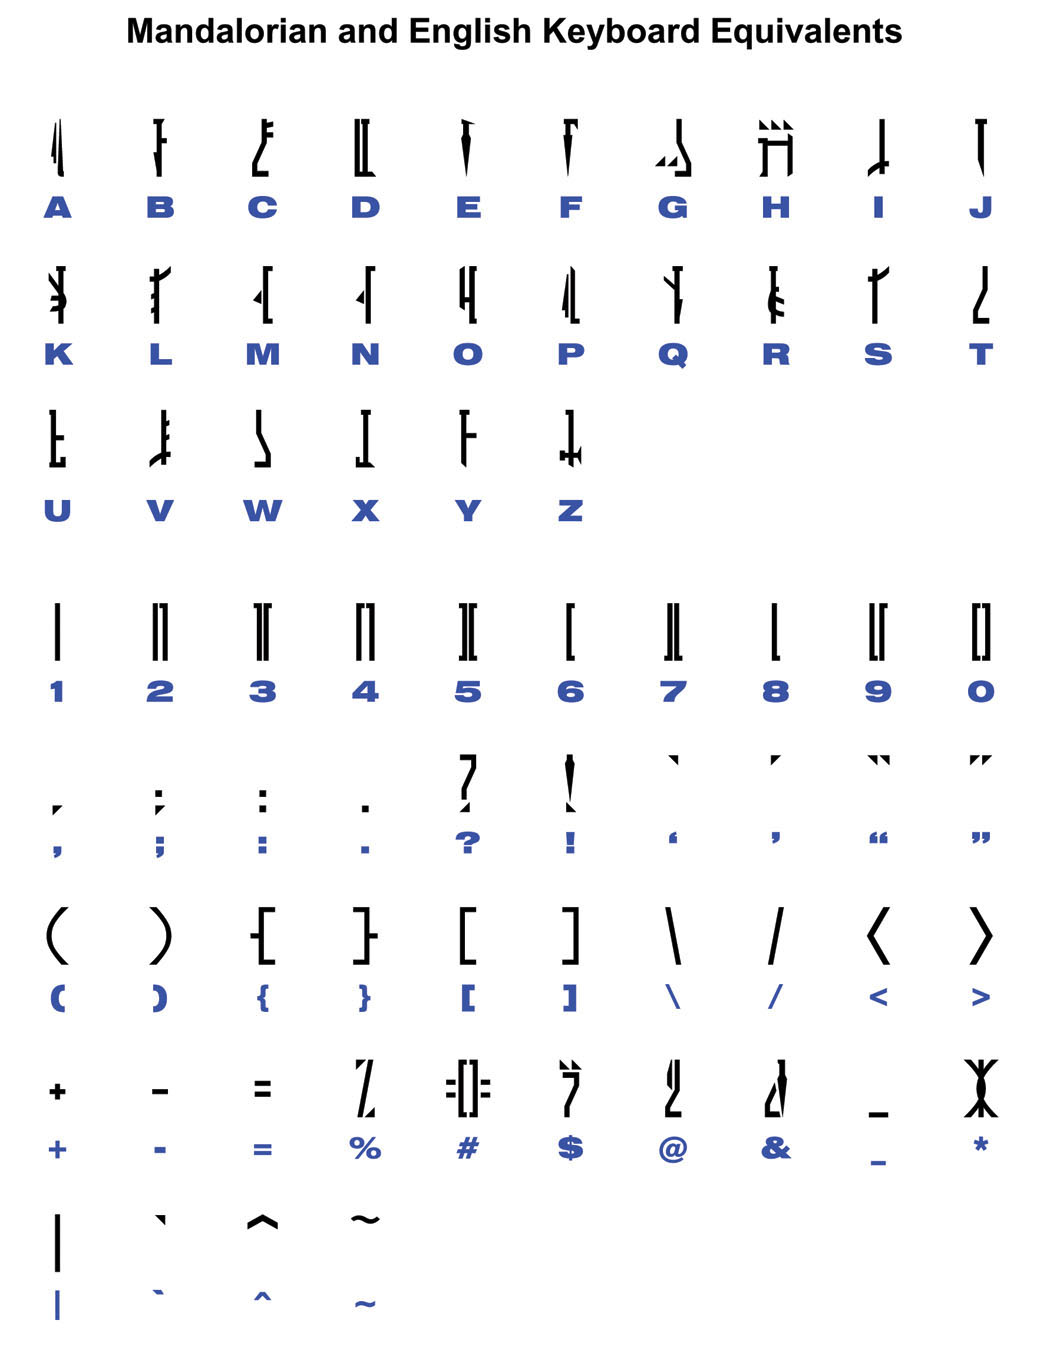 Mandalorian and English Keyboard Equivalents
A B C D E F G H I J
K L M N O P Q R S T
U V W X Y Z
1 2 3 4 5 6 7 8 9 0
, ; : . ? ! ‘ ’ “ ”
( ) { } [ ] \ / < >
+ - = % # $ @ & _ *
| ` ^ ~